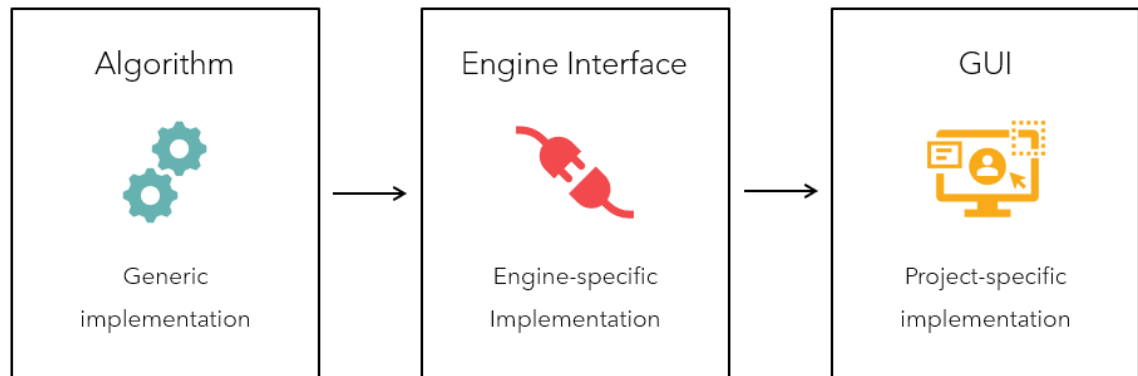 Algorithm
Generic
implementation
Engine Interface
Engine-specific
Implementation
GUI
Project-specific
implementation